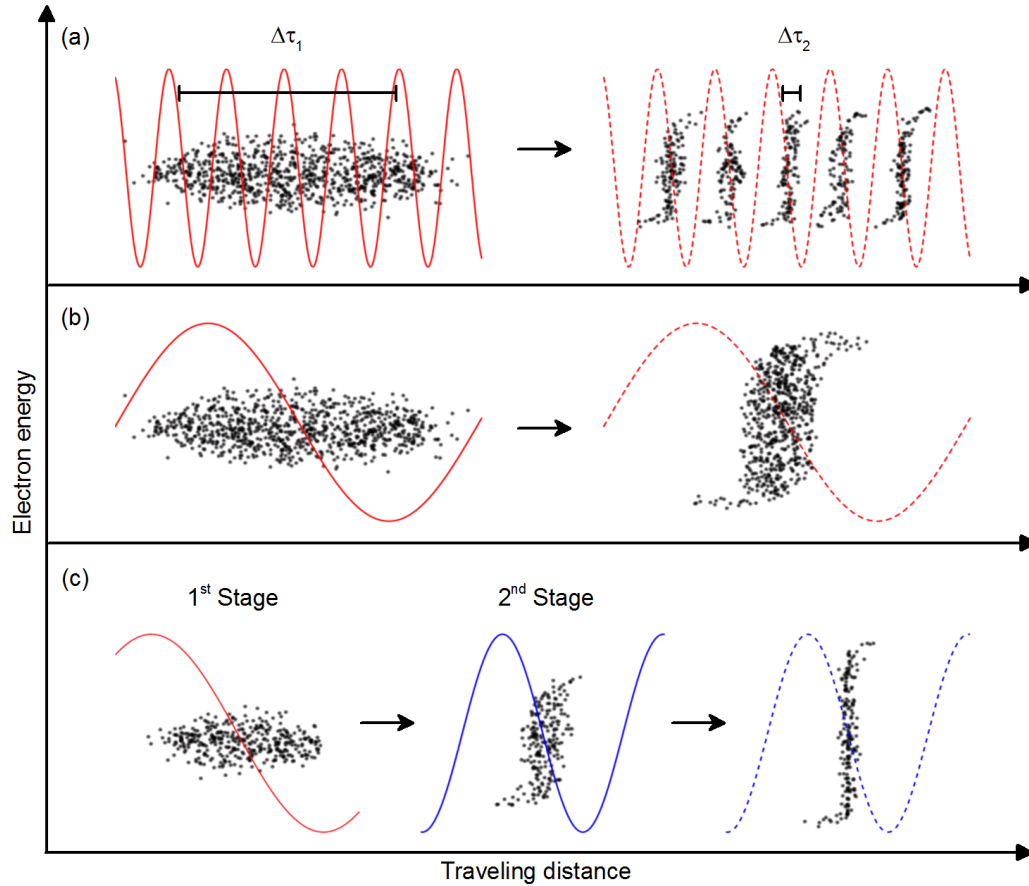 (a)
Δτ₁
Δτ₂
(b)
(c)
1ˢᵗ Stage
2ⁿᵈ Stage
Electron energy
Traveling distance